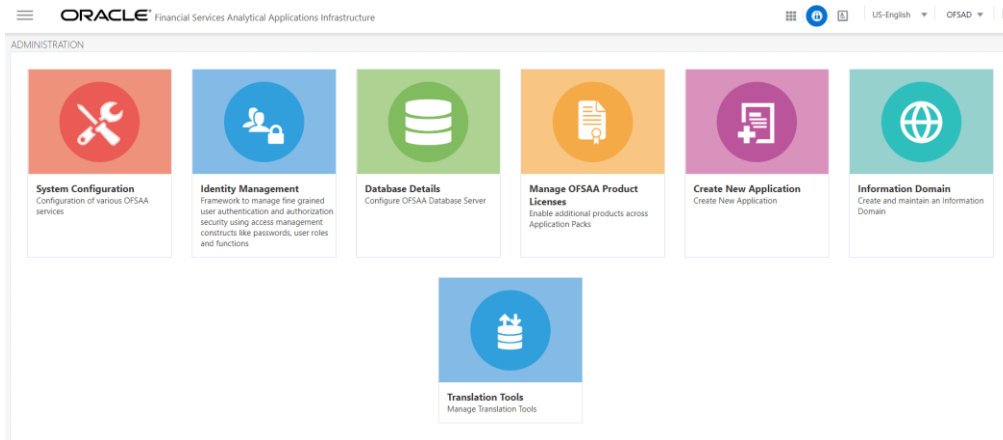 ORACLE® Financial Services Analytical Applications Infrastructure
US-English
OFSAD
ADMINISTRATION
System Configuration
Configuration of various OFSAA
services
Identity Management
Framework to manage fine grained
user authentication and authorization
security using access management
constructs like passwords, user roles
and functions
Database Details
Configure OFSAA Database Server
Manage OFSAA Product
Licenses
Enable additional products across
Application Packs
Create New Application
Create New Application
Information Domain
Create and maintain an Information
Domain
Translation Tools
Manage Translation Tools